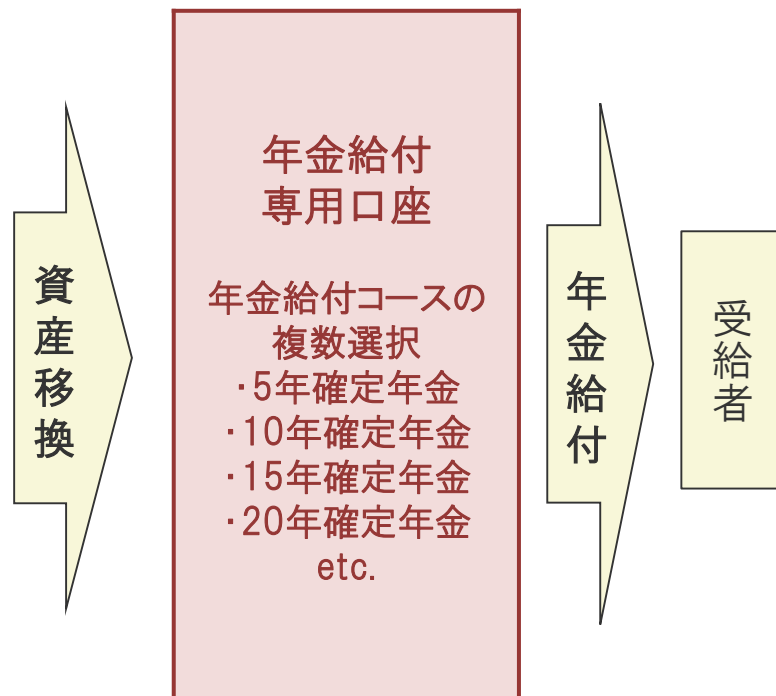 資産移換
年金給付
専用口座
年金給付コースの
複数選択
・5年確定年金
・10年確定年金
・15年確定年金
・20年確定年金
etc.
年金給付
受給者